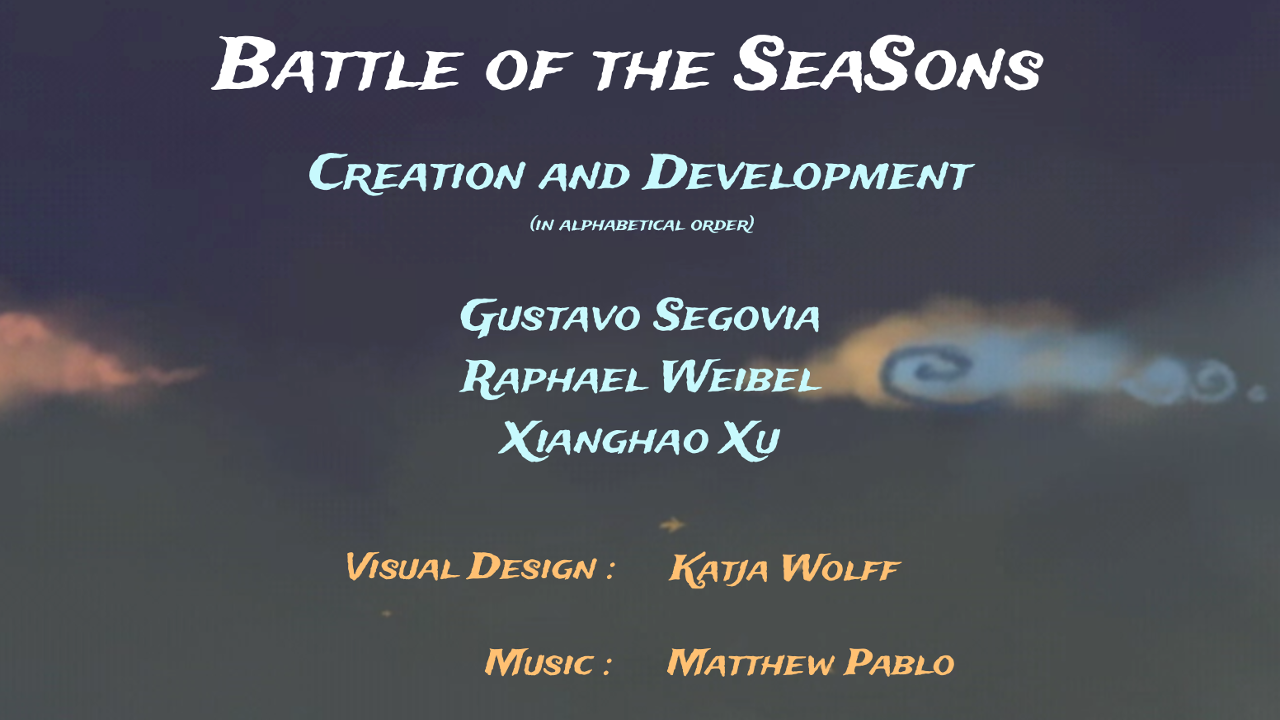 Battle of the SeaSons
Creation and Development
(in alphabetical order)
Gustavo Segovia
Raphael Weibel
Xianghao Xu
Visual Design : Katja Wolff
Music : Matthew Pablo